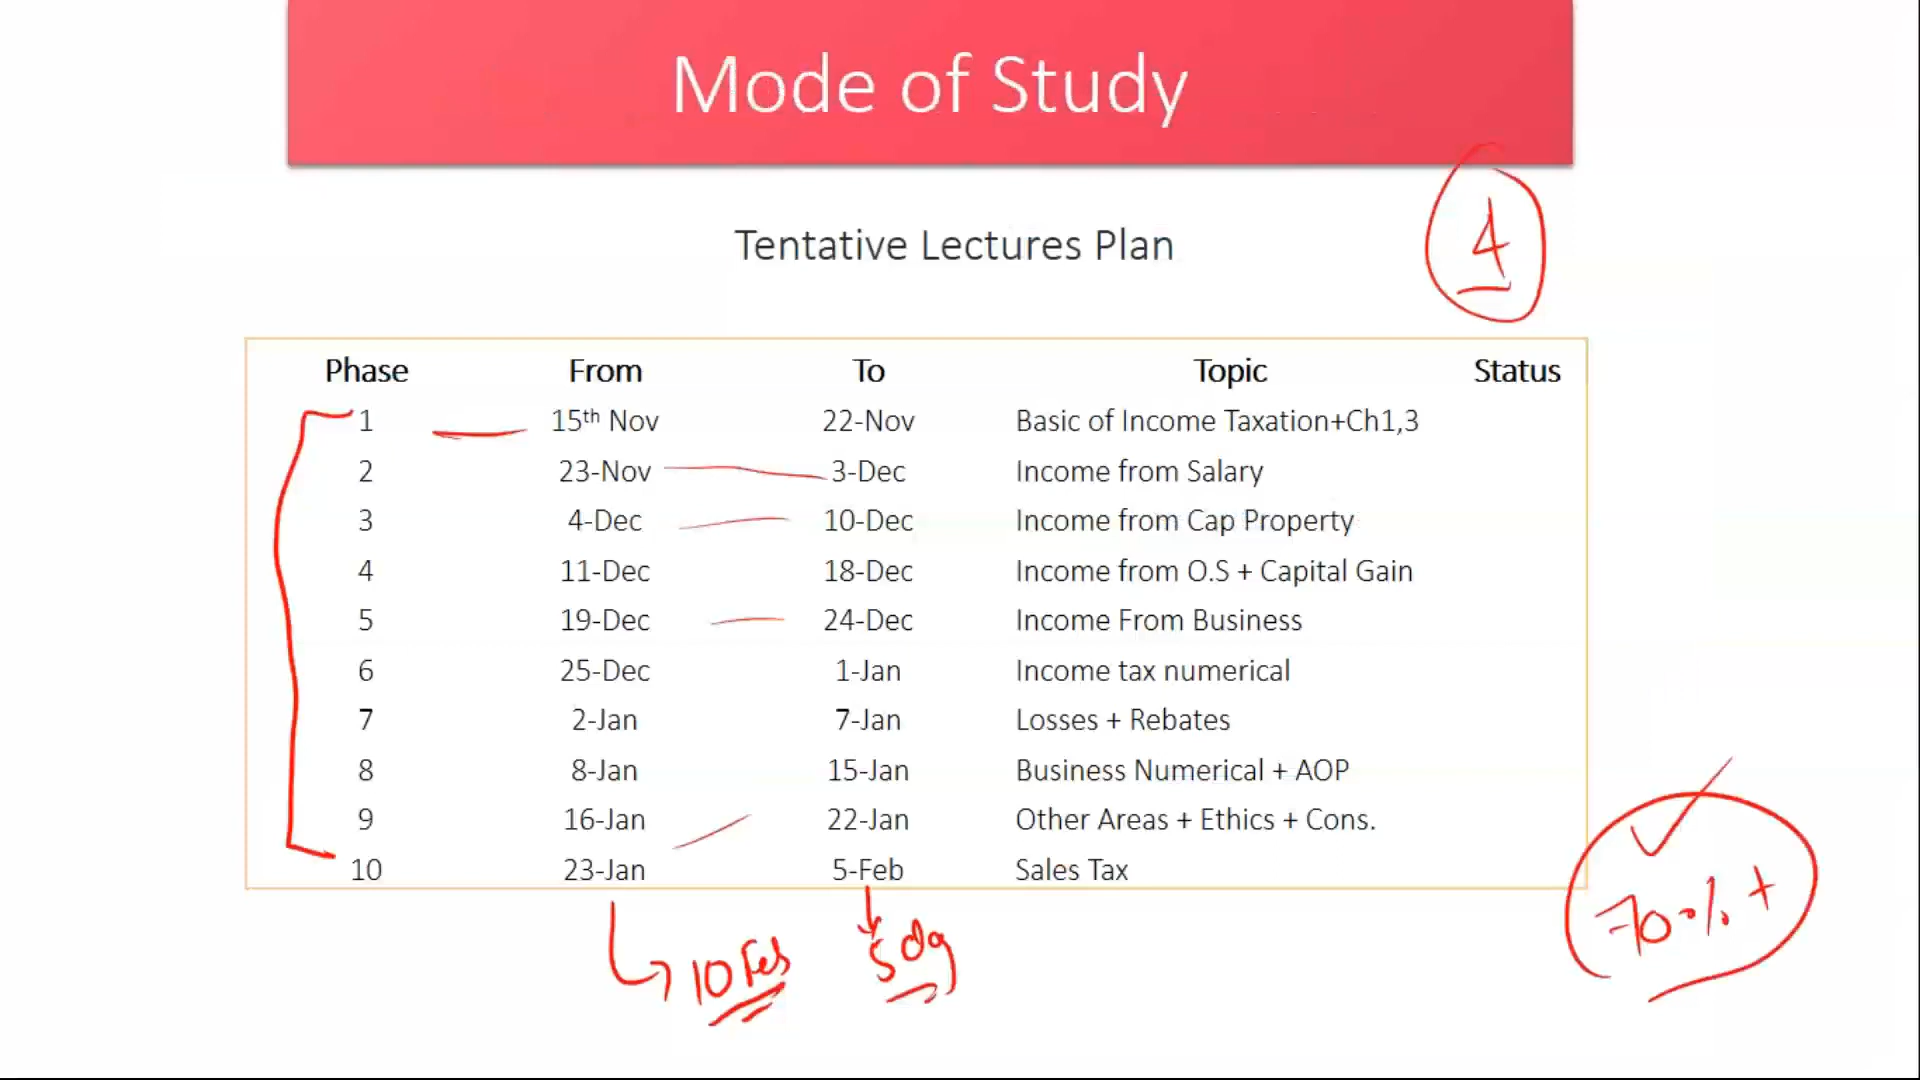 Mode of Study
Tentative Lectures Plan
4
Phase From To Topic Status
1 15th Nov 22-Nov Basic of Income Taxation+Ch1,3
2 23-Nov 3-Dec Income from Salary
3 4-Dec 10-Dec Income from Cap Property
4 11-Dec 18-Dec Income from O.S + Capital Gain
5 19-Dec 24-Dec Income From Business
6 25-Dec 1-Jan Income tax numerical
7 2-Jan 7-Jan Losses + Rebates
8 8-Jan 15-Jan Business Numerical + AOP
9 16-Jan 22-Jan Other Areas + Ethics + Cons.
10 23-Jan 5-Feb Sales Tax
70% +
10 Feb 5